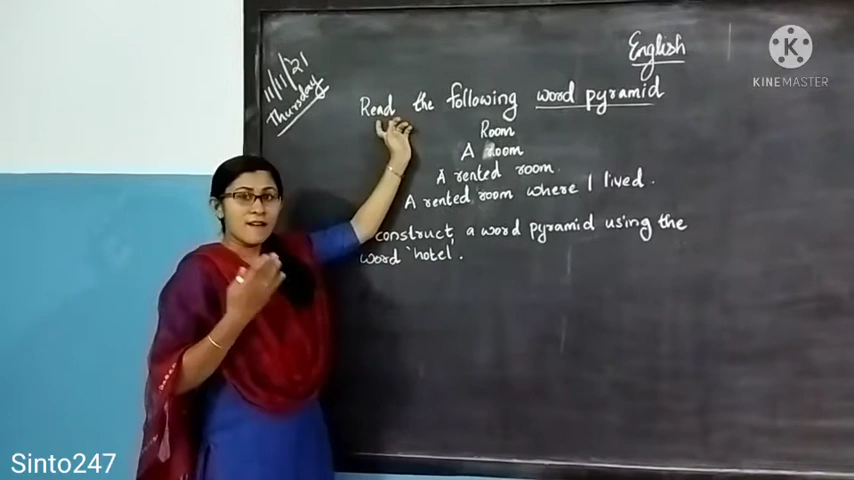 English
11/11/21
Thursday
Read the following word pyramid
Room
A room
A rented room
A rented room where I lived.
construct a word pyramid using the
word 'hotel'.
K
KINEMASTER
Sinto247